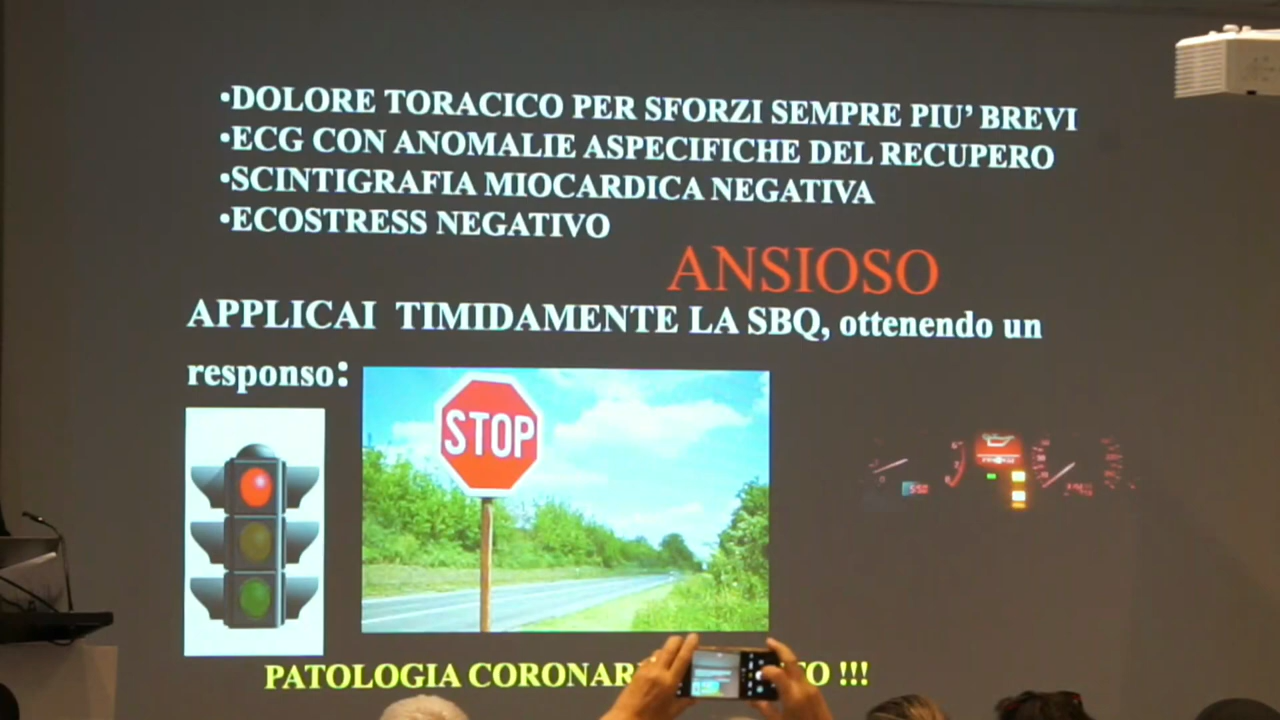 •DOLORE TORACICO PER SFORZI SEMPRE PIU' BREVI
•ECG CON ANOMALIE ASPECIFICHE DEL RECUPERO
•SCINTIGRAFIA MIOCARDICA NEGATIVA
•ECOSTRESS NEGATIVO
ANSIOSO
APPLICAI TIMIDAMENTE LA SBQ, ottenendo un
responso:
STOP
PATOLOGIA !!!